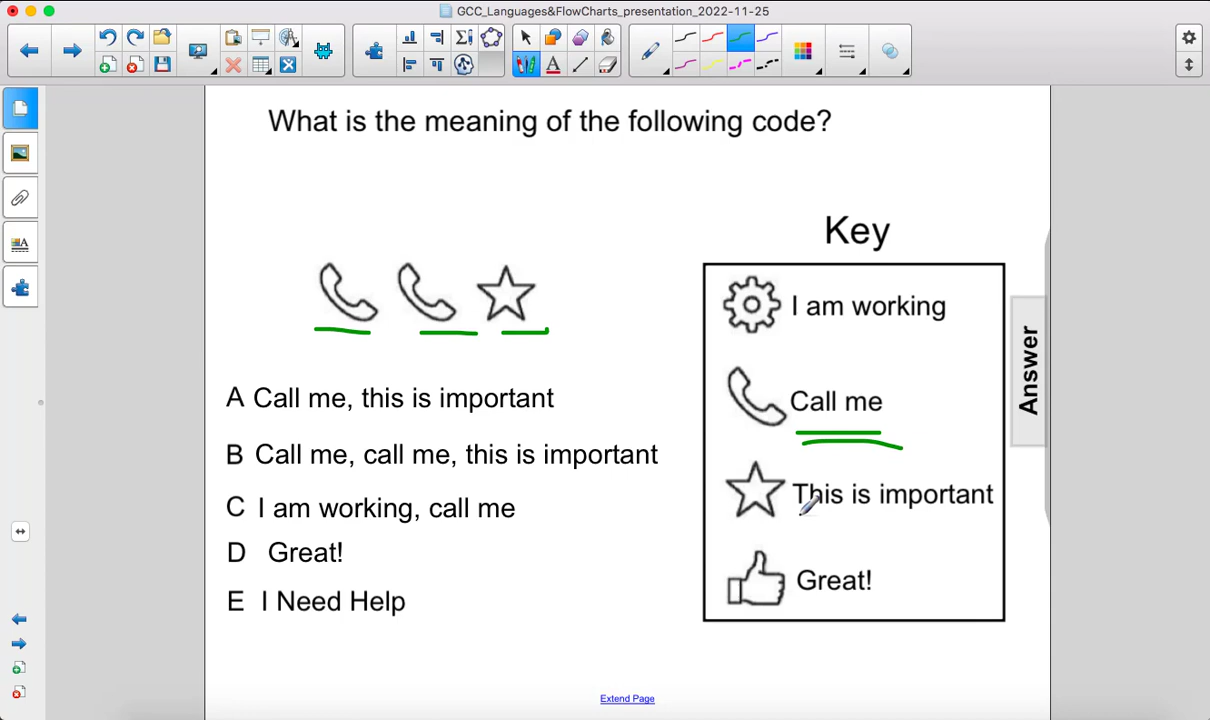 GCC_Languages&FlowCharts_presentation_2022-11-25
What is the meaning of the following code?
Key
I am working
Call me
This is important
Great!
Answer
A Call me, this is important
B Call me, call me, this is important
C I am working, call me
D Great!
E I Need Help
Extend Page